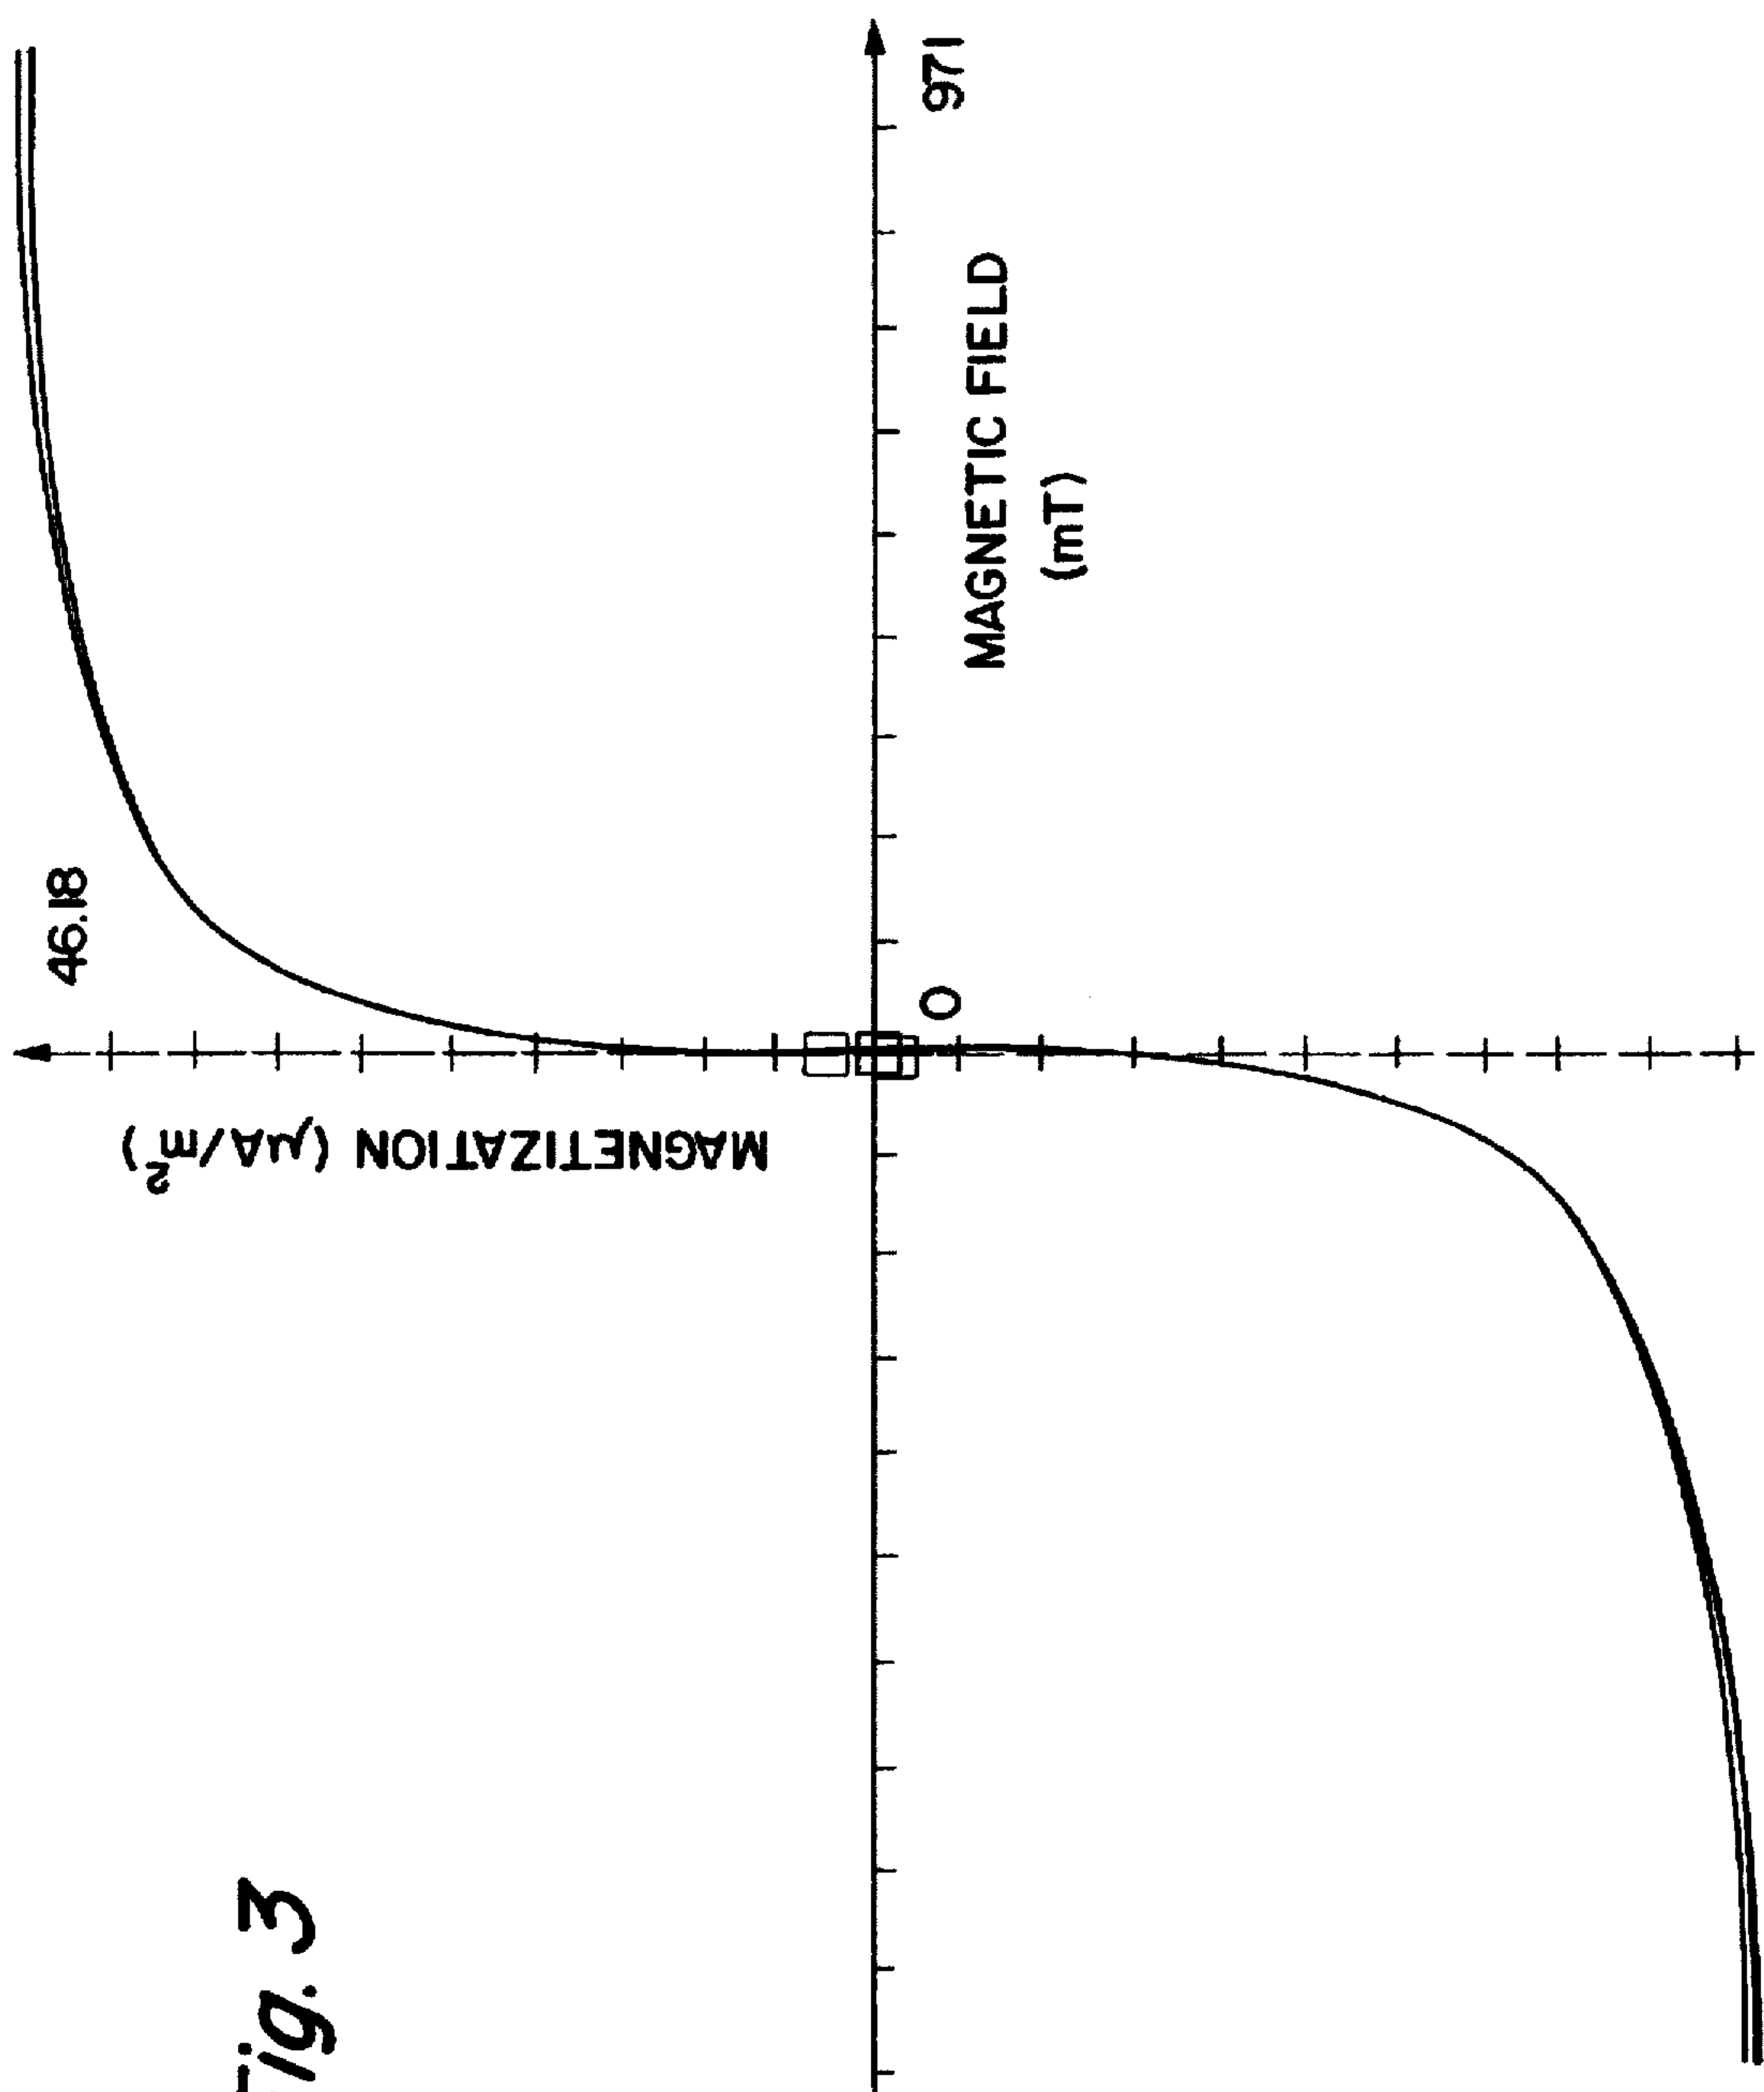 Fig. 3
46.18
MAGNETIZATION (μA/m²)
0
971
MAGNETIC FIELD
(mT)